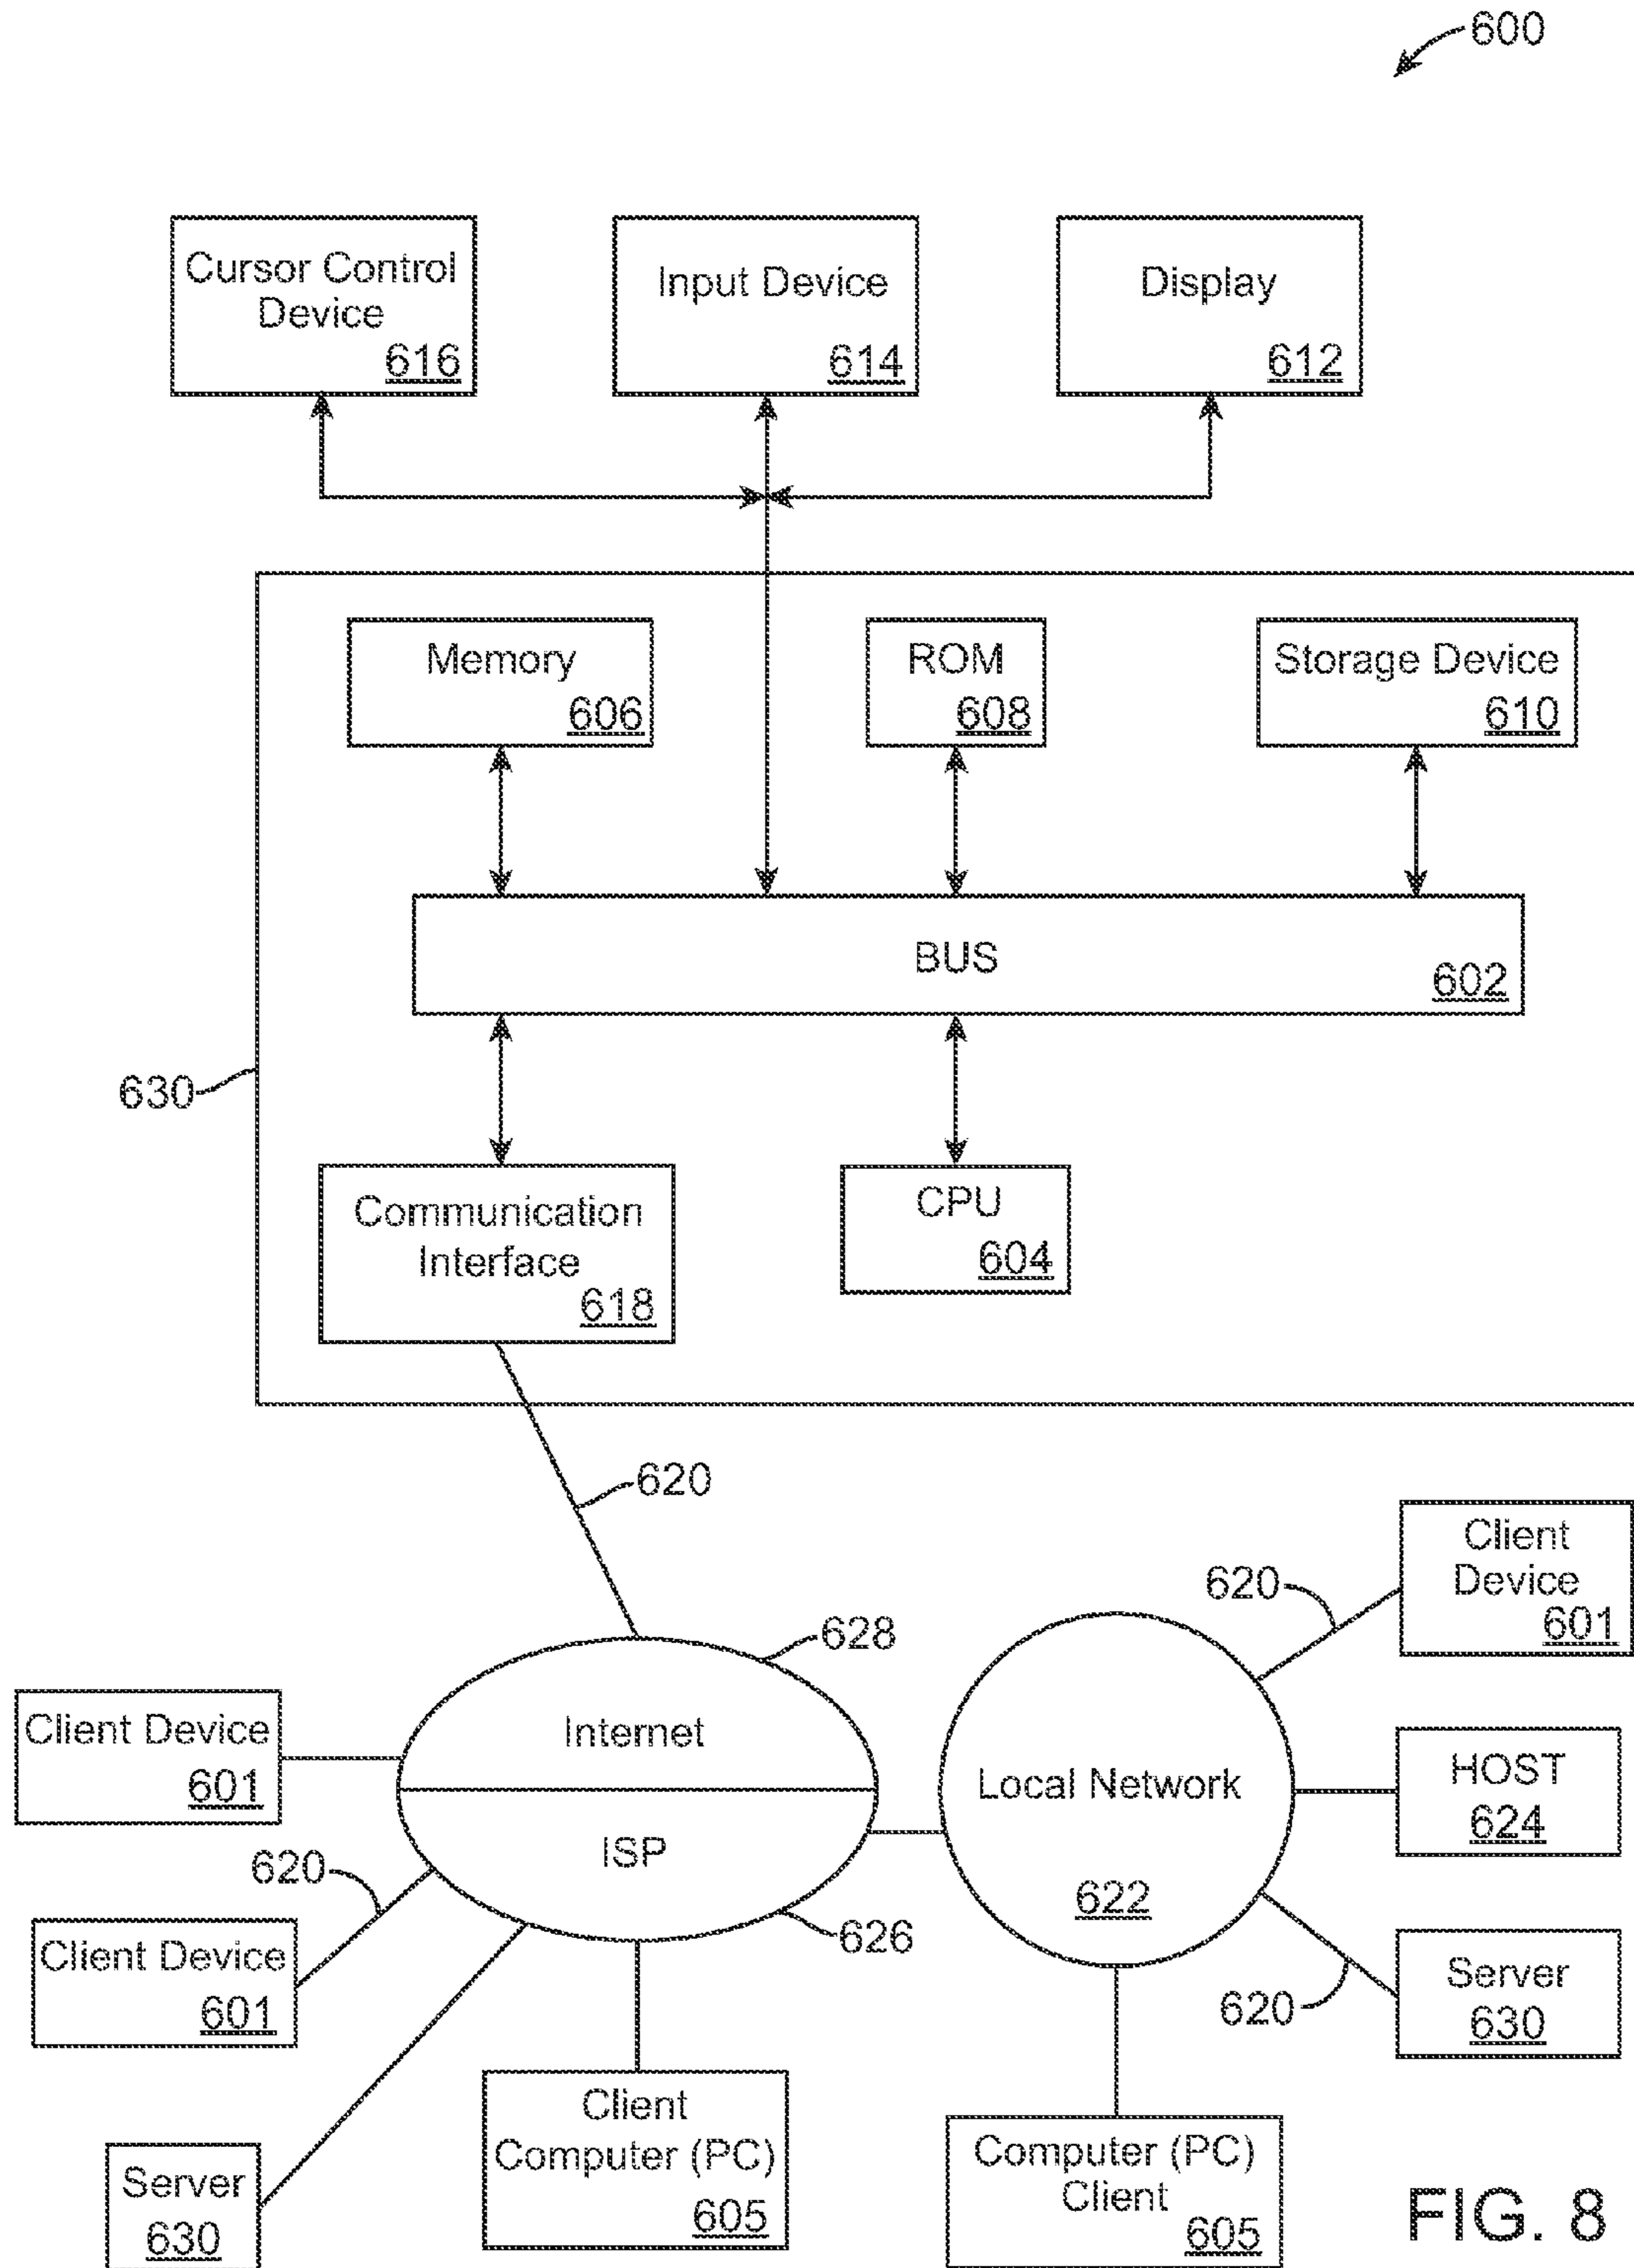 600
Cursor Control
Device
616
Input Device
614
Display
612
Memory
606
ROM
608
Storage Device
610
BUS
602
630
Communication
Interface
618
CPU
604
620
Client
Device
601
620
628
Internet
ISP
626
Local Network
622
Client Device
601
620
Client Device
601
HOST
624
Server
630
620
Server
630
Client
Computer (PC)
605
Computer (PC)
Client
605
FIG. 8